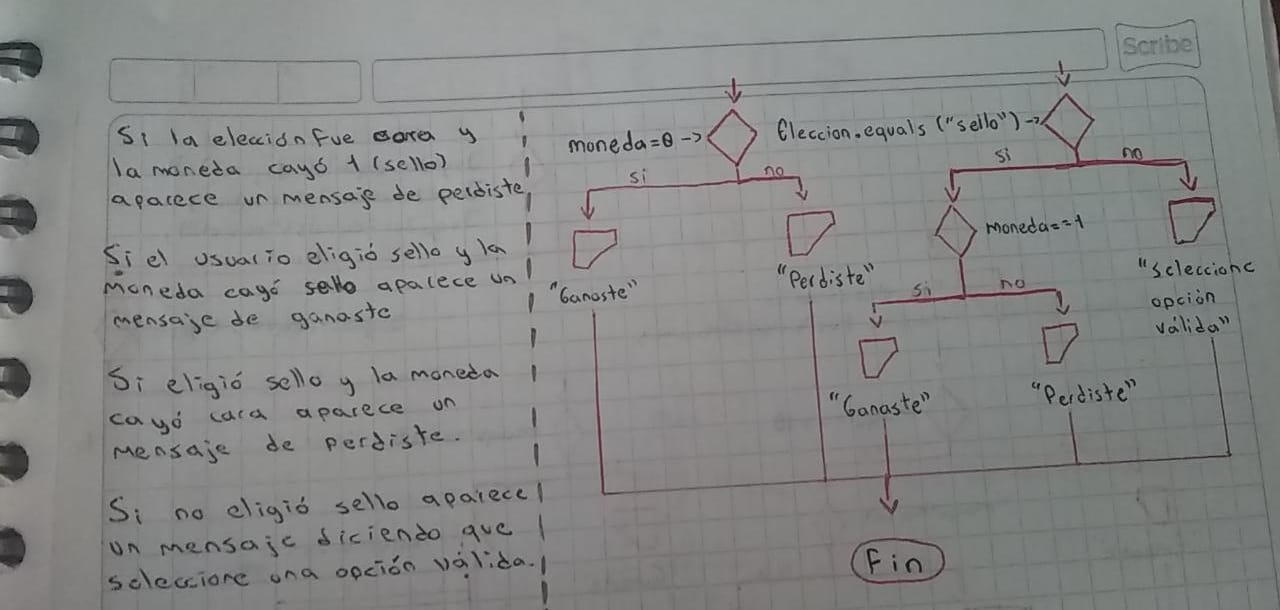 Scribe
Si la elección fue cara y
la moneda cayó 1 (sello)
aparece un mensaje de perdiste
Si el usuario eligió sello y la
moneda cayó sello aparece un
mensaje de ganaste
Si eligió sello y la moneda
cayó cara aparece un
mensaje de perdiste.
Si no eligió sello aparece
un mensaje diciendo que
seleccione una opción válida.
moneda=0 ->
si
no
"Ganaste"
"Perdiste"
Eleccion.equals ("sello") ->
si
no
moneda==1
si
no
"Ganaste"
"Perdiste"
"Seleccione
opción
válida"
Fin